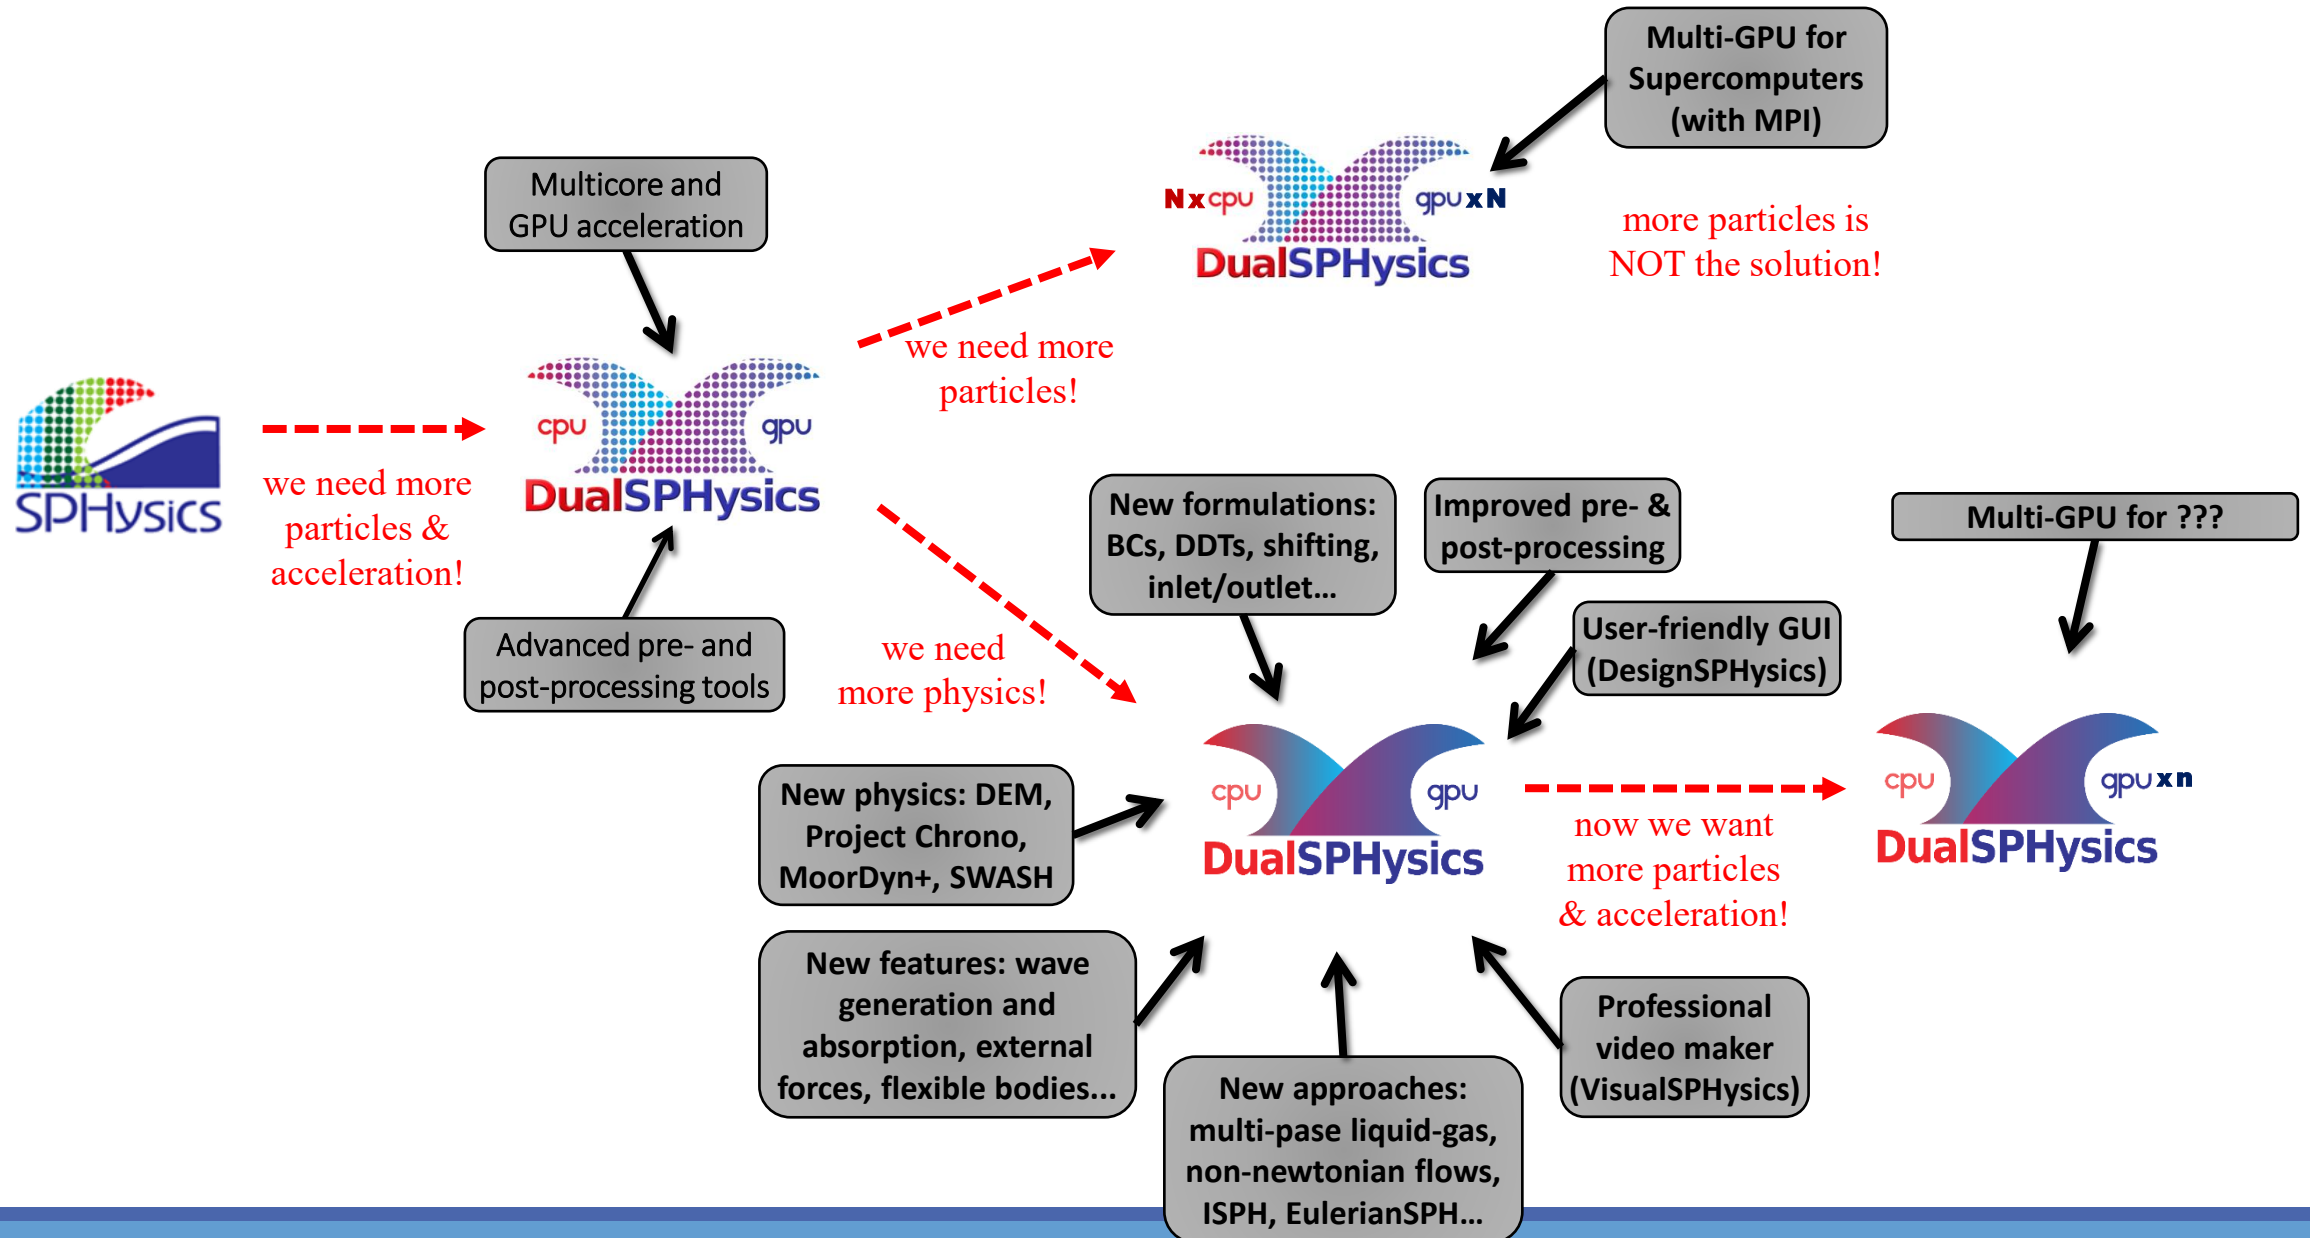 Multi-GPU for
Supercomputers
(with MPI)
Multicore and
GPU acceleration
Nxcpu
gpuxN
DualSPHysics
more particles is
NOT the solution!
we need more
particles!
cpu
gpu
DualSPHysics
SPHysics
we need more
particles &
acceleration!
Advanced pre- and
post-processing tools
we need
more physics!
New formulations:
BCs, DDTs, shifting,
inlet/outlet…
Improved pre- &
post-processing
User-friendly GUI
(DesignSPHysics)
Multi-GPU for ???
New physics: DEM,
Project Chrono,
MoorDyn+, SWASH
cpu
gpu
DualSPHysics
now we want
more particles
& acceleration!
cpu
gpuxn
DualSPHysics
New features: wave
generation and
absorption, external
forces, flexible bodies...
New approaches:
multi-pase liquid-gas,
non-newtonian flows,
ISPH, EulerianSPH…
Professional
video maker
(VisualSPHysics)